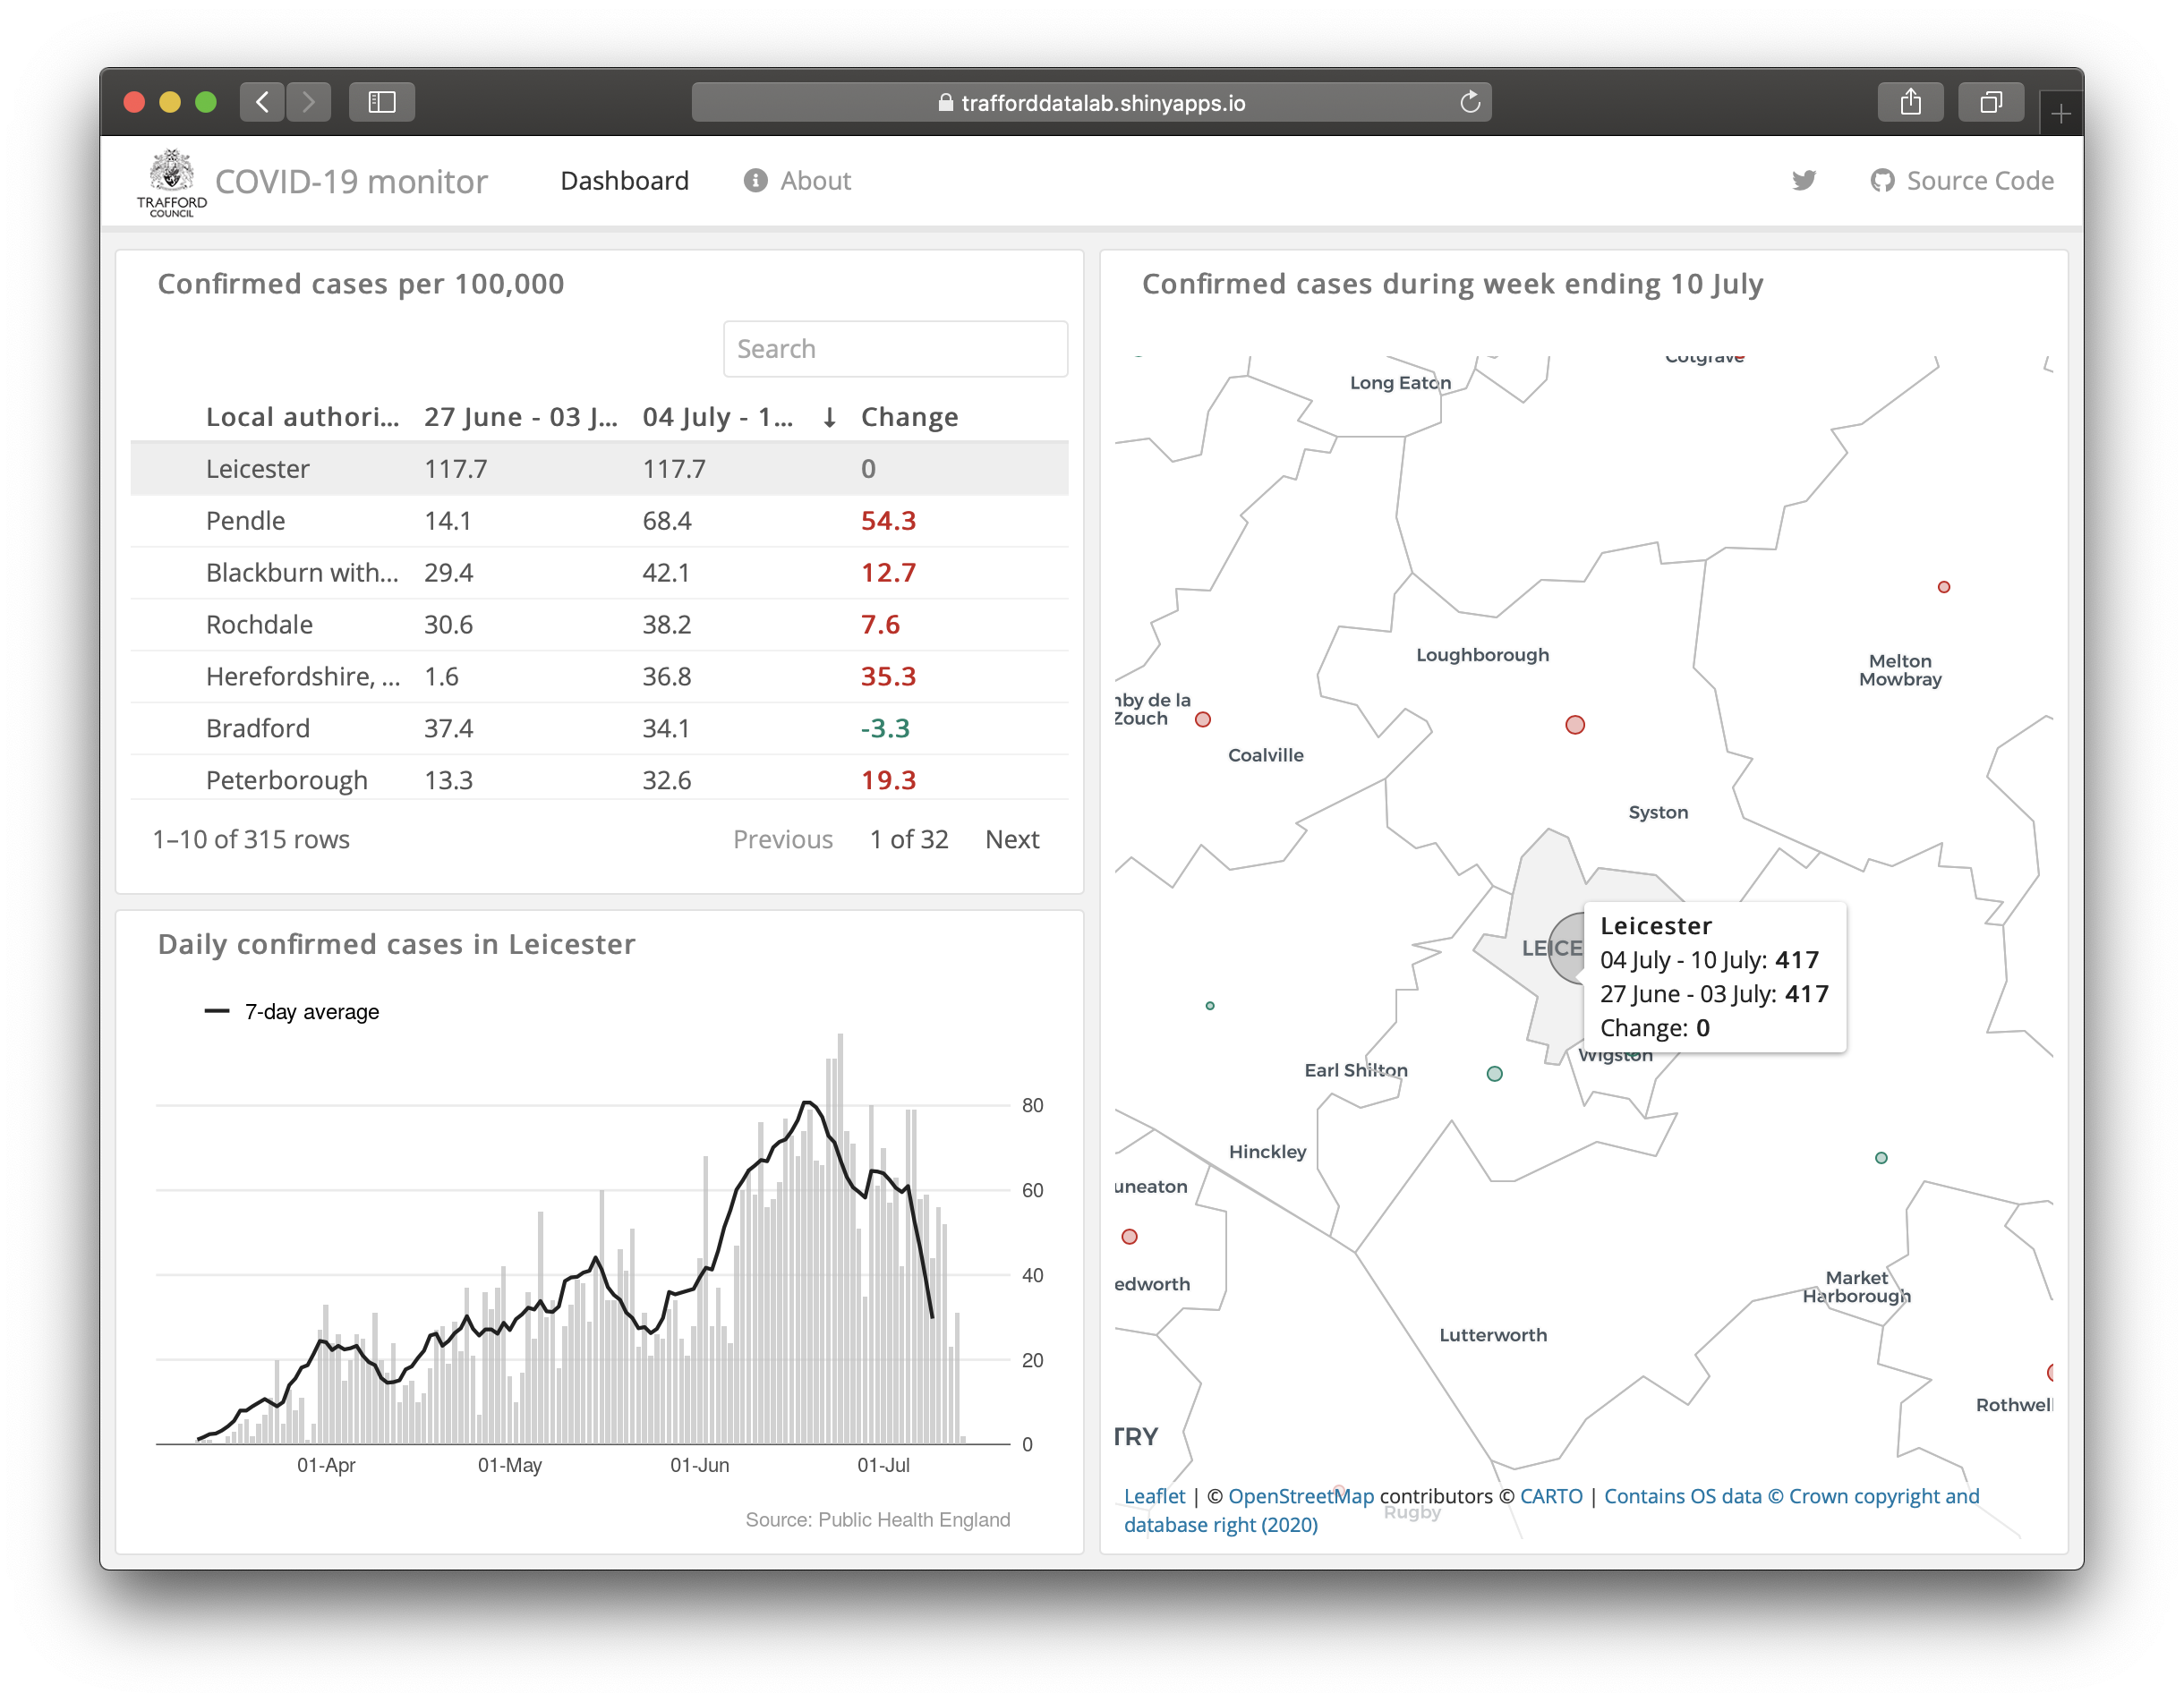 trafforddatalab.shinyapps.io
TRAFFORD
COUNCIL
COVID-19 monitor
Dashboard
About
Source Code
Confirmed cases per 100,000
Search
Local authori... 27 June - 03 J... 04 July - 1... ↓ Change
Leicester 117.7 117.7 0
Pendle 14.1 68.4 54.3
Blackburn with... 29.4 42.1 12.7
Rochdale 30.6 38.2 7.6
Herefordshire, ... 1.6 36.8 35.3
Bradford 37.4 34.1 -3.3
Peterborough 13.3 32.6 19.3
1–10 of 315 rows Previous 1 of 32 Next
Daily confirmed cases in Leicester
7-day average
80
60
40
20
0
01-Apr 01-May 01-Jun 01-Jul
Source: Public Health England
Confirmed cases during week ending 10 July
Cotgrave
Long Eaton
Loughborough
Melton
Mowbray
hby de la
Zouch
Coalville
Syston
LEICE
Leicester
04 July - 10 July: 417
27 June - 03 July: 417
Change: 0
Wigston
Earl Shilton
Hinckley
uneaton
edworth
Market
Harborough
Lutterworth
Rothwell
TRY
Rugby
Leaflet | © OpenStreetMap contributors © CARTO | Contains OS data © Crown copyright and
database right (2020)